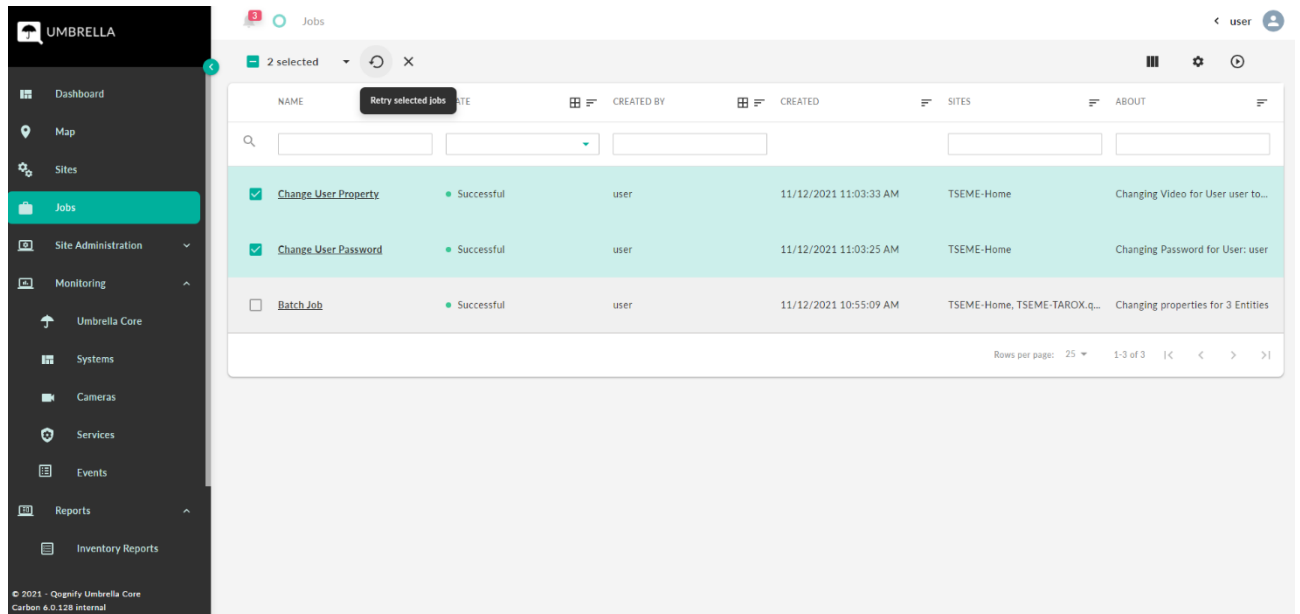 UMBRELLA
3
Jobs
user
2 selected
Retry selected jobs
Dashboard
Map
Sites
Jobs
Site Administration
Monitoring
Umbrella Core
Systems
Cameras
Services
Events
Reports
Inventory Reports
© 2021 - Qognify Umbrella Core
Carbon 6.0.128 internal
NAME ATE CREATED BY CREATED SITES ABOUT
Change User Property Successful user 11/12/2021 11:03:33 AM TSEME-Home Changing Video for User user to...
Change User Password Successful user 11/12/2021 11:03:25 AM TSEME-Home Changing Password for User: user
Batch Job Successful user 11/12/2021 10:55:09 AM TSEME-Home, TSEME-TAROX.q... Changing properties for 3 Entities
Rows per page: 25 1-3 of 3